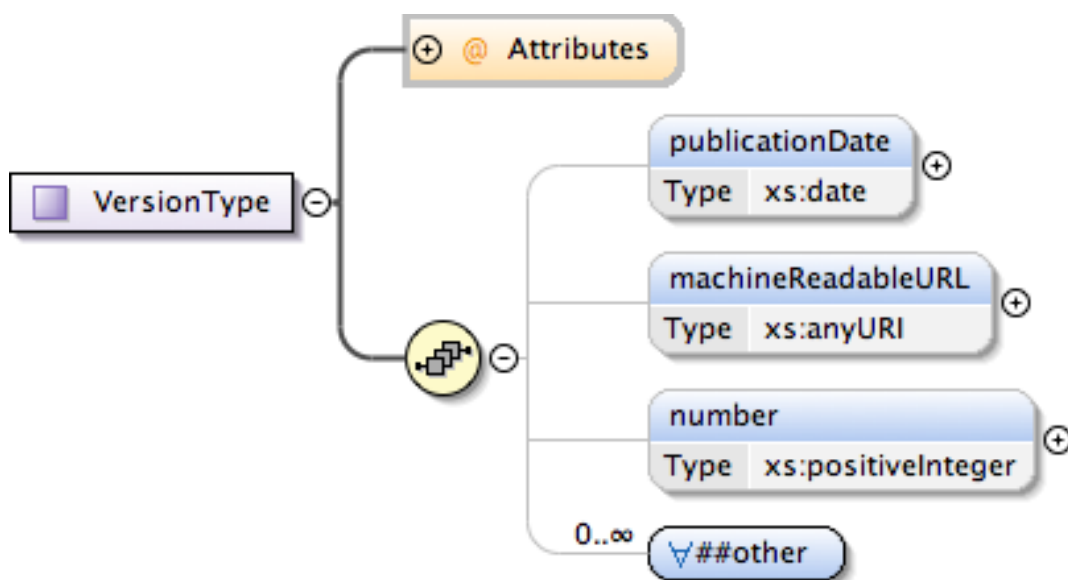 @ Attributes
VersionType
publicationDate
Type xs:date
machineReadableURL
Type xs:anyURI
number
Type xs:positiveInteger
0..∞
∀##other